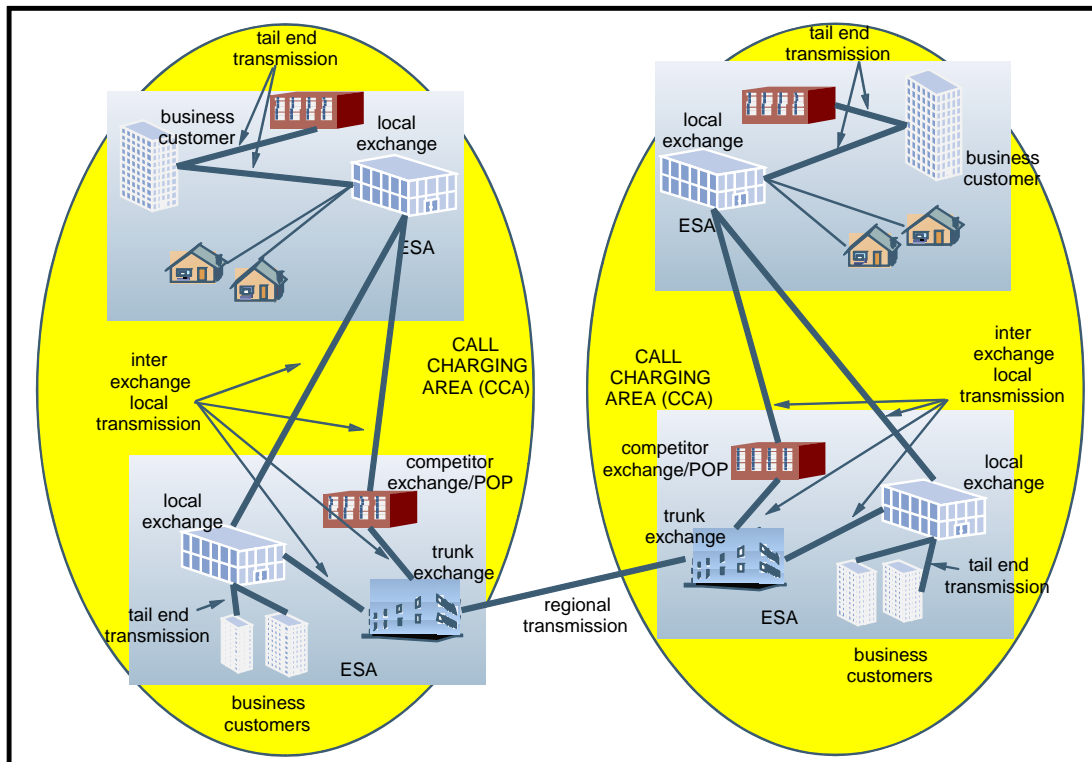 tail end
transmission
business
customer
local
exchange
ESA
inter
exchange
local
transmission
CALL
CHARGING
AREA (CCA)
competitor
exchange/POP
local
exchange
trunk
exchange
tail end
transmission
ESA
business
customers
regional
transmission
tail end
transmission
local
exchange
business
customer
ESA
CALL
CHARGING
AREA (CCA)
inter
exchange
local
transmission
competitor
exchange/POP
local
exchange
trunk
exchange
tail end
transmission
ESA
business
customers